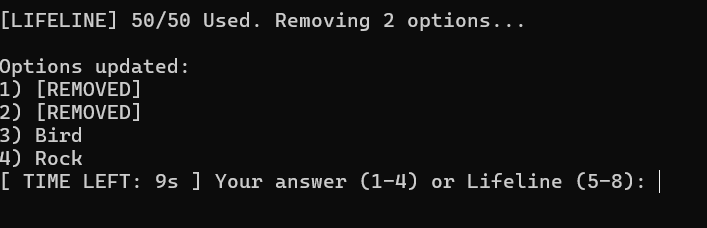 [LIFELINE] 50/50 Used. Removing 2 options...
Options updated:
1) [REMOVED]
2) [REMOVED]
3) Bird
4) Rock
[ TIME LEFT: 9s ] Your answer (1-4) or Lifeline (5-8):